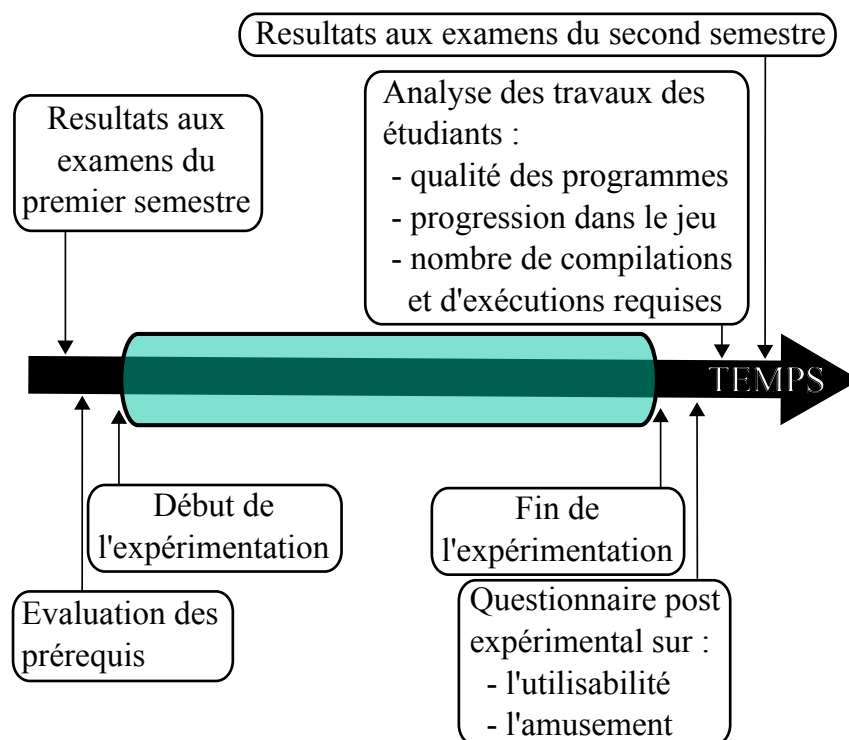 Resultats aux examens du second semestre
Resultats aux
examens du
premier semestre
Analyse des travaux des
étudiants :
- qualité des programmes
- progression dans le jeu
- nombre de compilations
et d'exécutions requises
TEMPS
Début de
l'expérimentation
Fin de
l'expérimentation
Evaluation des
prérequis
Questionnaire post
expérimental sur :
- l'utilisabilité
- l'amusement